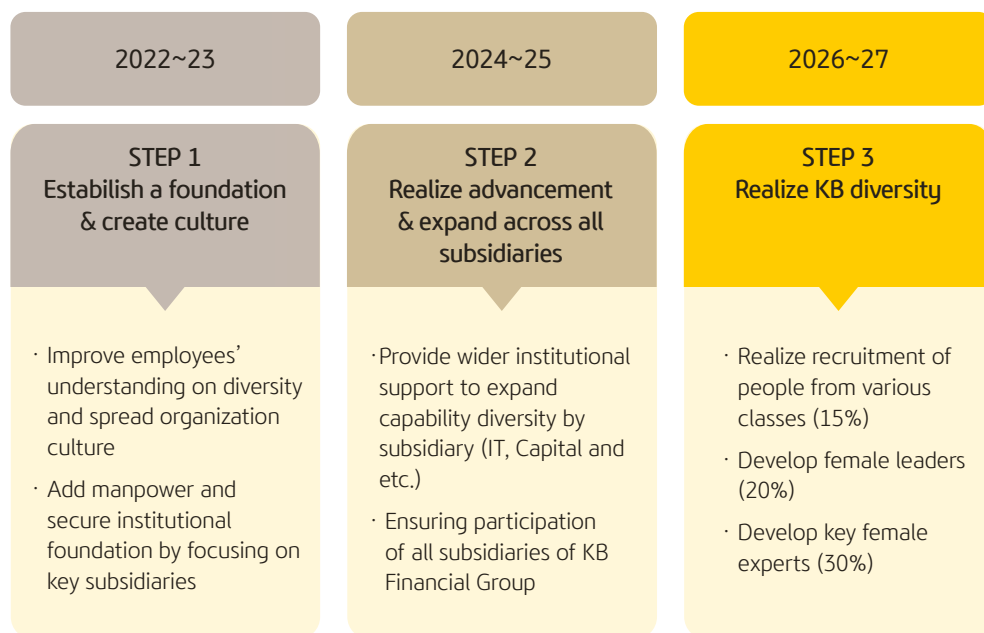 2022~23
STEP 1
Estabilish a foundation
& create culture
· Improve employees’
understanding on diversity
and spread organization
culture
· Add manpower and
secure institutional
foundation by focusing on
key subsidiaries
2024~25
STEP 2
Realize advancement
& expand across all
subsidiaries
·Provide wider institutional
support to expand
capability diversity by
subsidiary (IT, Capital and
etc.)
· Ensuring participation
of all subsidiaries of KB
Financial Group
2026~27
STEP 3
Realize KB diversity
· Realize recruitment of
people from various
classes (15%)
· Develop female leaders
(20%)
· Develop key female
experts (30%)